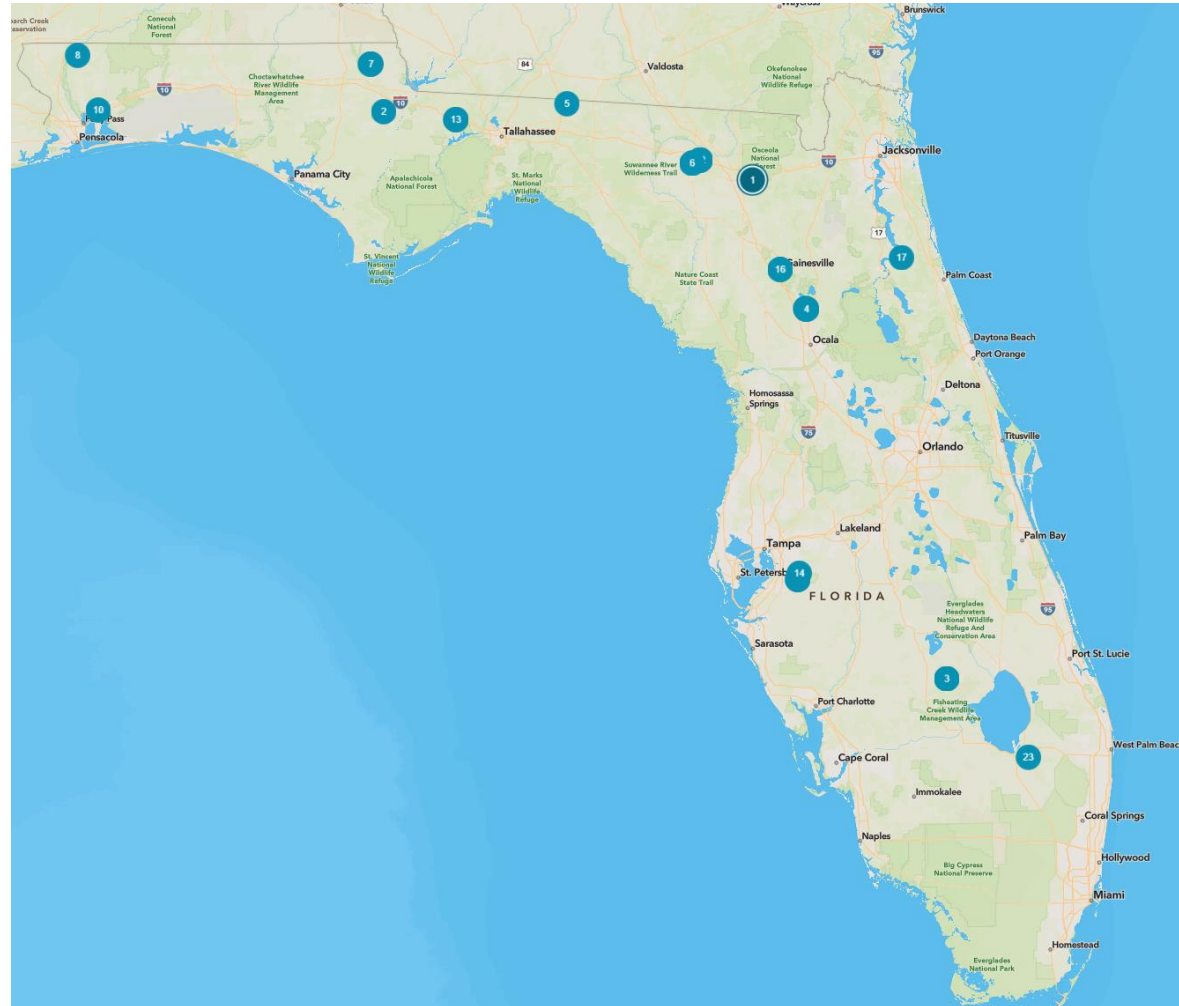 Brunswick
Conecuh
National
Forest
95
8
7
84
Valdosta
Okefenokee
National
Wildlife Refuge
Choctawhatchee
River Wildlife
Management
Area
10
10
2
10
5
13
Pass
Pensacola
Tallahassee
Jacksonville
Osceola
National
Forest
10
6
Suwannee River
Wilderness Trail
1
Panama City
Apalachicola
National Forest
St. Marks
National
Wildlife
Refuge
17
St. Vincent
National
Wildlife
Refuge
16
Gainesville
17
Nature Coast
State Trail
Palm Coast
4
Ocala
Daytona Beach
Port Orange
Homosassa
Springs
Deltona
75
Titusville
Orlando
Lakeland
Tampa
Palm Bay
St. Petersb
14
FLORIDA
Everglades
Headwaters
National Wildlife
Refuge And
Conservation Area
95
Sarasota
Port St. Lucie
3
Fisheating
Creek Wildlife
Management Area
Port Charlotte
West Palm Beac
23
Cape Coral
Immokalee
Coral Springs
Naples
Hollywood
Big Cypress
National Preserve
Miami
Homestead
Everglades
National Park